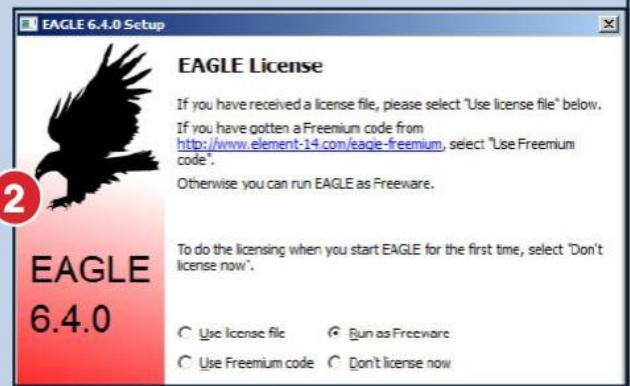 EAGLE 6.4.0 Setup
EAGLE License
If you have received a license file, please select "Use license file" below.
If you have gotten a Freemium code from
http://www.element-14.com/eagle-freemium, select "Use Freemium
code".
Otherwise you can run EAGLE as Freeware.
2
To do the licensing when you start EAGLE for the first time, select "Don't
license now".
EAGLE
6.4.0
Use license file
Run as Freeware
Use Freemium code
Don't license now